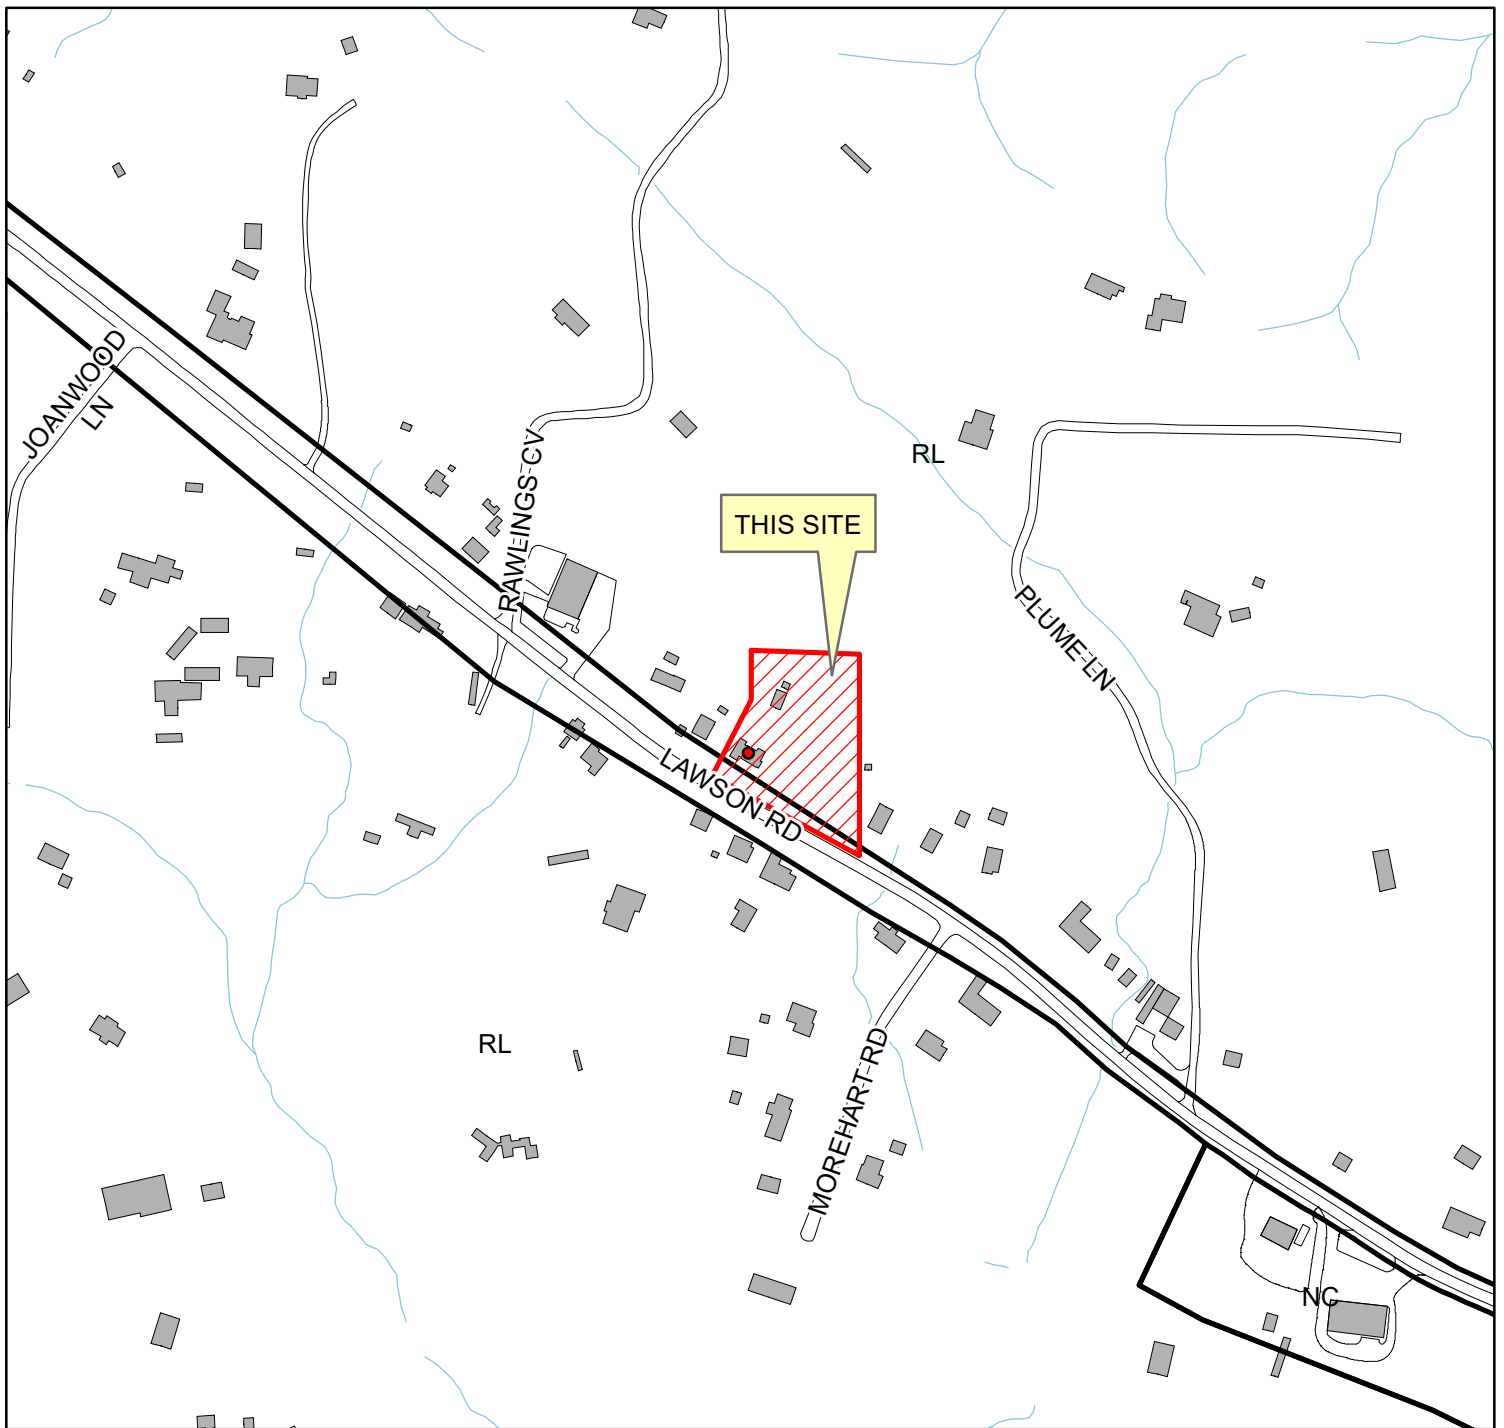 JOANWOOD
LN
RAWLINGS CV
RL
THIS SITE
PLUME LN
LAWSON RD
RL
MOREHART RD
NC